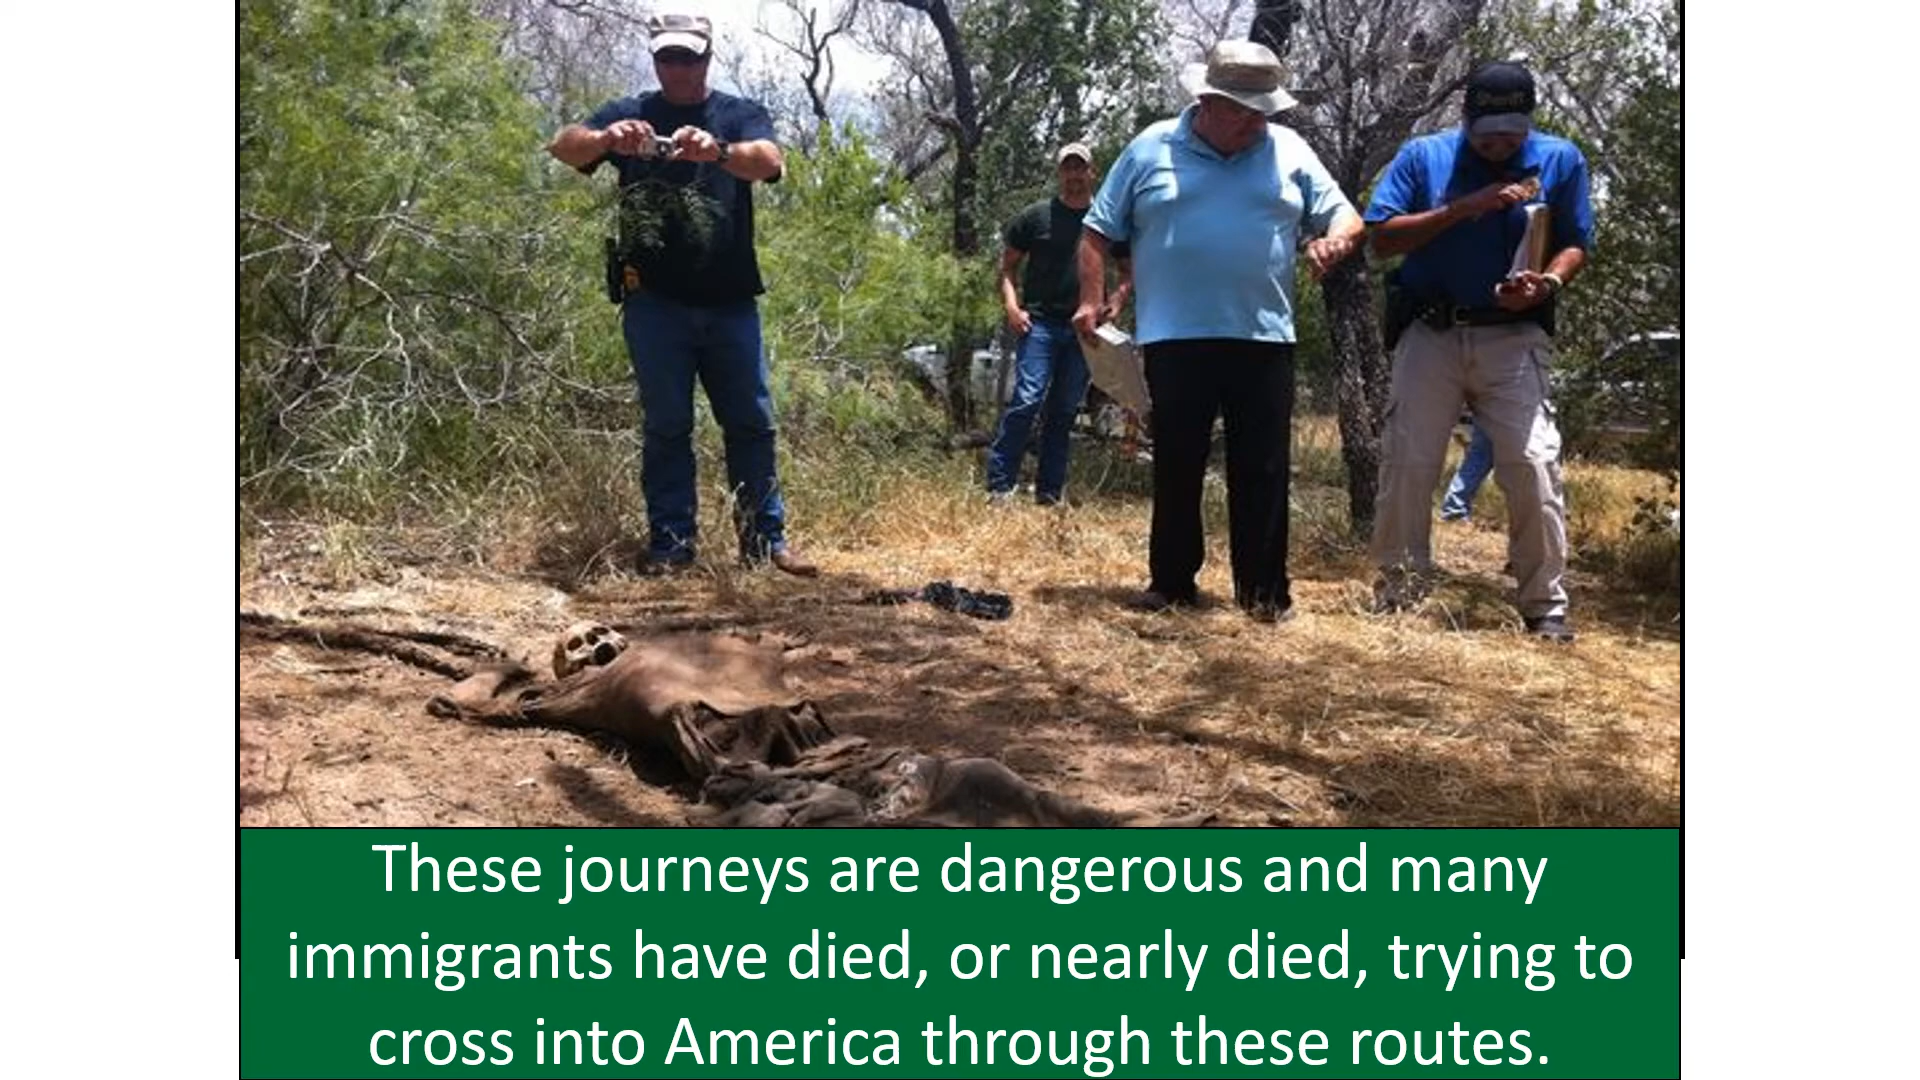 Sheriff
These journeys are dangerous and many
immigrants have died, or nearly died, trying to
cross into America through these routes.